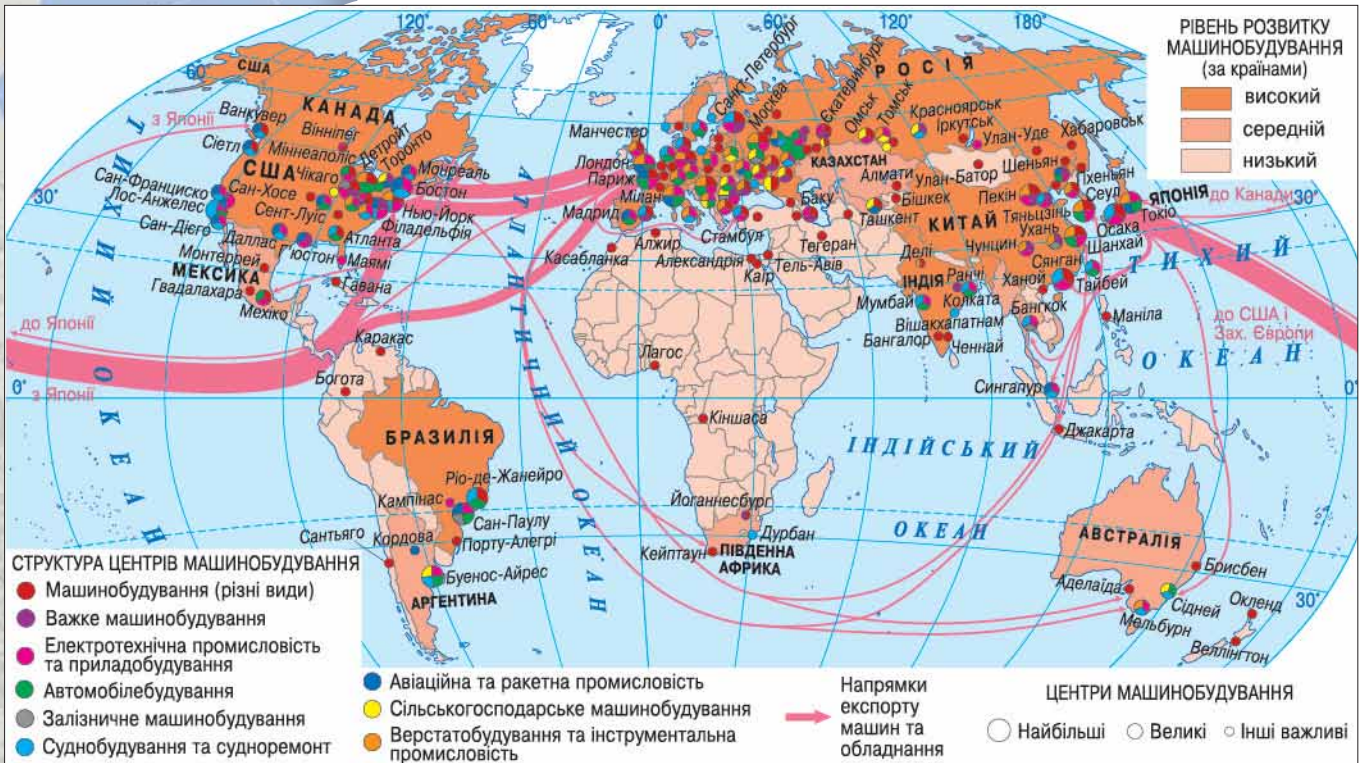 120° 60° 0° 60° 120° 180°
РІВЕНЬ РОЗВИТКУ
МАШИНОБУДУВАННЯ
(за країнами)
високий
середній
низький
60°
США
КАНАДА
РОСІЯ
Санкт-Петербург
Москва
Єкатеринбург
Омськ
Томськ
Красноярськ
Іркутськ
Улан-Уде
Хабаровськ
з Японії
Ванкувер
Вінніпег
Сіетл
Міннеаполіс
Детройт
Торонто
Чікаго
Монреаль
Бостон
США
Сан-Франциско
Сан-Хосе
Лос-Анжелес
Сент-Луїс
Нью-Йорк
Філадельфія
Сан-Дієго
Даллас
Г'юстон
Атланта
Маямі
Монтеррей
МЕКСИКА
Гвадалахара
Гавана
Мехіко
30°
Манчестер
Лондон
Париж
Мілан
Мадрид
Стамбул
Баку
КАЗАХСТАН
Алмати
Бішкек
Ташкент
Улан-Батор
Шеньян
Пекін
Пхеньян
Сеул
ЯПОНІЯ
Токіо
Осака
до Канади
30°
КИТАЙ
Тяньцзінь
Ухань
Чунцин
Шанхай
Сянган
Тайбей
Касабланка
Алжир
Александрія
Каїр
Тель-Авів
Тегеран
Делі
ІНДІЯ
Ранчі
Мумбаї
Колката
Вішакхапатнам
Бангалор
Ченнай
Ханой
Бангкок
Маніла
Сингапур
Джакарта
до США і
Зах. Європи
ТИХИЙ
ОКЕАН
ТИХИЙ ОКЕАН
АТЛАНТИЧНИЙ ОКЕАН
ІНДІЙСЬКИЙ
ОКЕАН
до Японії
з Японії
0°
0°
Каракас
Богота
БРАЗИЛІЯ
Ріо-де-Жанейро
Кампінас
Сан-Паулу
Порту-Алегрі
Сантьяго
Кордова
Буенос-Айрес
АРГЕНТИНА
Лагос
Кіншаса
Йоганнесбург
Дурбан
Кейптаун
ПІВДЕННА
АФРИКА
АВСТРАЛІЯ
Брисбен
Аделаїда
Сідней
Мельбурн
Окленд
Веллінгтон
30°
СТРУКТУРА ЦЕНТРІВ МАШИНОБУДУВАННЯ
Машинобудування (різні види)
Важке машинобудування
Електротехнічна промисловість
та приладобудування
Автомобілебудування
Залізничне машинобудування
Суднобудування та судноремонт
Авіаційна та ракетна промисловість
Сільськогосподарське машинобудування
Верстатобудування та інструментальна
промисловість
Напрямки
експорту
машин та
обладнання
ЦЕНТРИ МАШИНОБУДУВАННЯ
Найбільші
Великі
Інші важливі